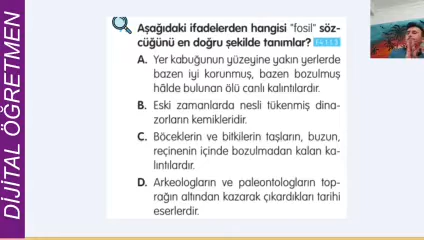 DİJİTAL ÖĞRETMEN
Aşağıdaki ifadelerden hangisi "fosil" söz-
cüğünü en doğru şekilde tanımlar?
A. Yer kabuğunun yüzeyine yakın yerlerde
bazen iyi korunmuş, bazen bozulmuş
hâlde bulunan ölü canlı kalıntılarıdır.
B. Eski zamanlarda nesli tükenmiş dina-
zorların kemikleridir.
C. Böceklerin ve bitkilerin taşların, buzun,
reçinenin içinde bozulmadan kalan ka-
lıntılarıdır.
D. Arkeologların ve paleontologların top-
rağın altından kazarak çıkardıkları tarihi
eserlerdir.